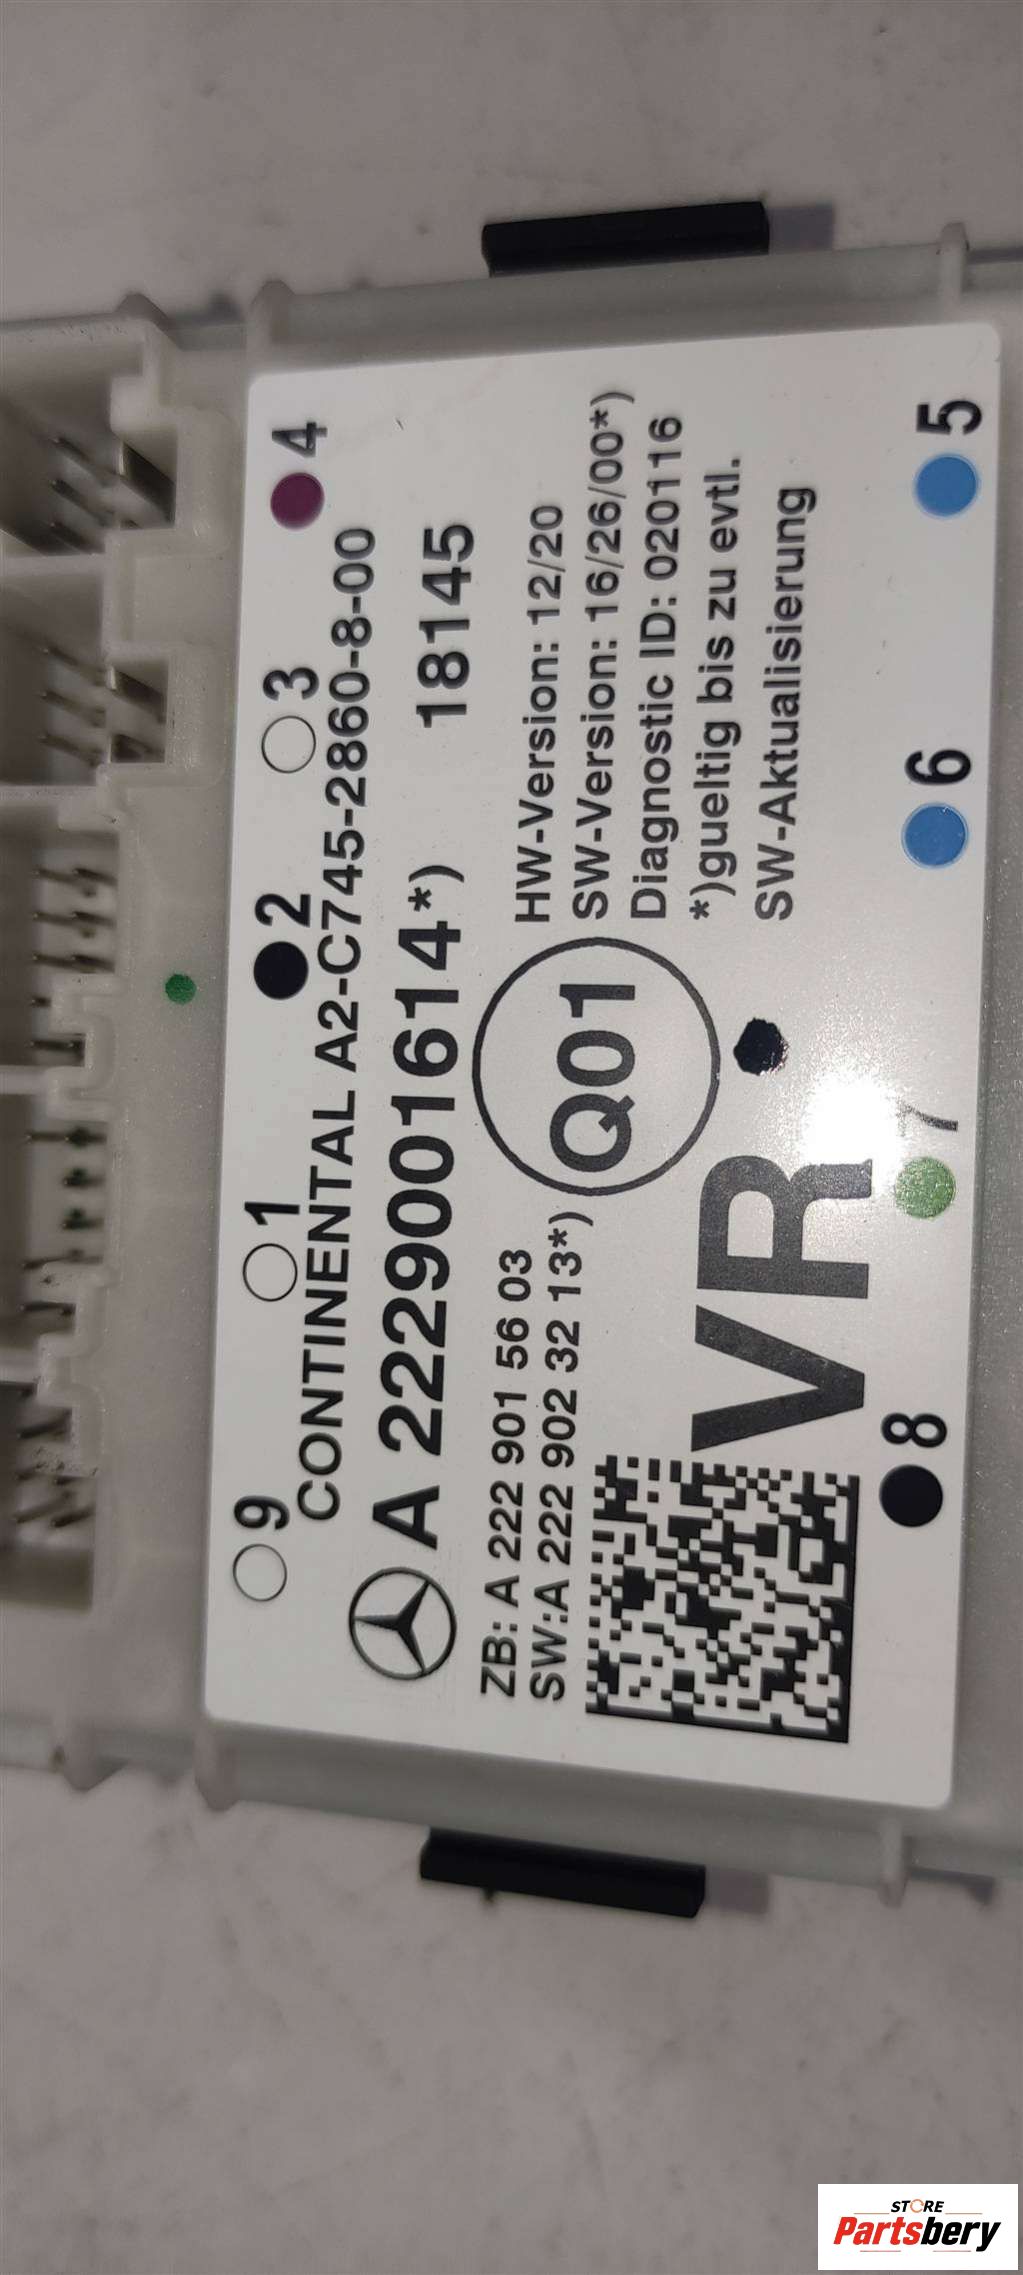 9 1 2 3 4
CONTINENTAL A2-C745-2860-8-00
A 2229001614*) 18145
ZB: A 222 901 56 03
SW:A 222 902 32 13*)
Q01
HW-Version: 12/20
SW-Version: 16/26/00*)
Diagnostic ID: 020116
*)gueltig bis zu evtl.
SW-Aktualisierung
VR
8 7 6 5
STORE
Partsbery